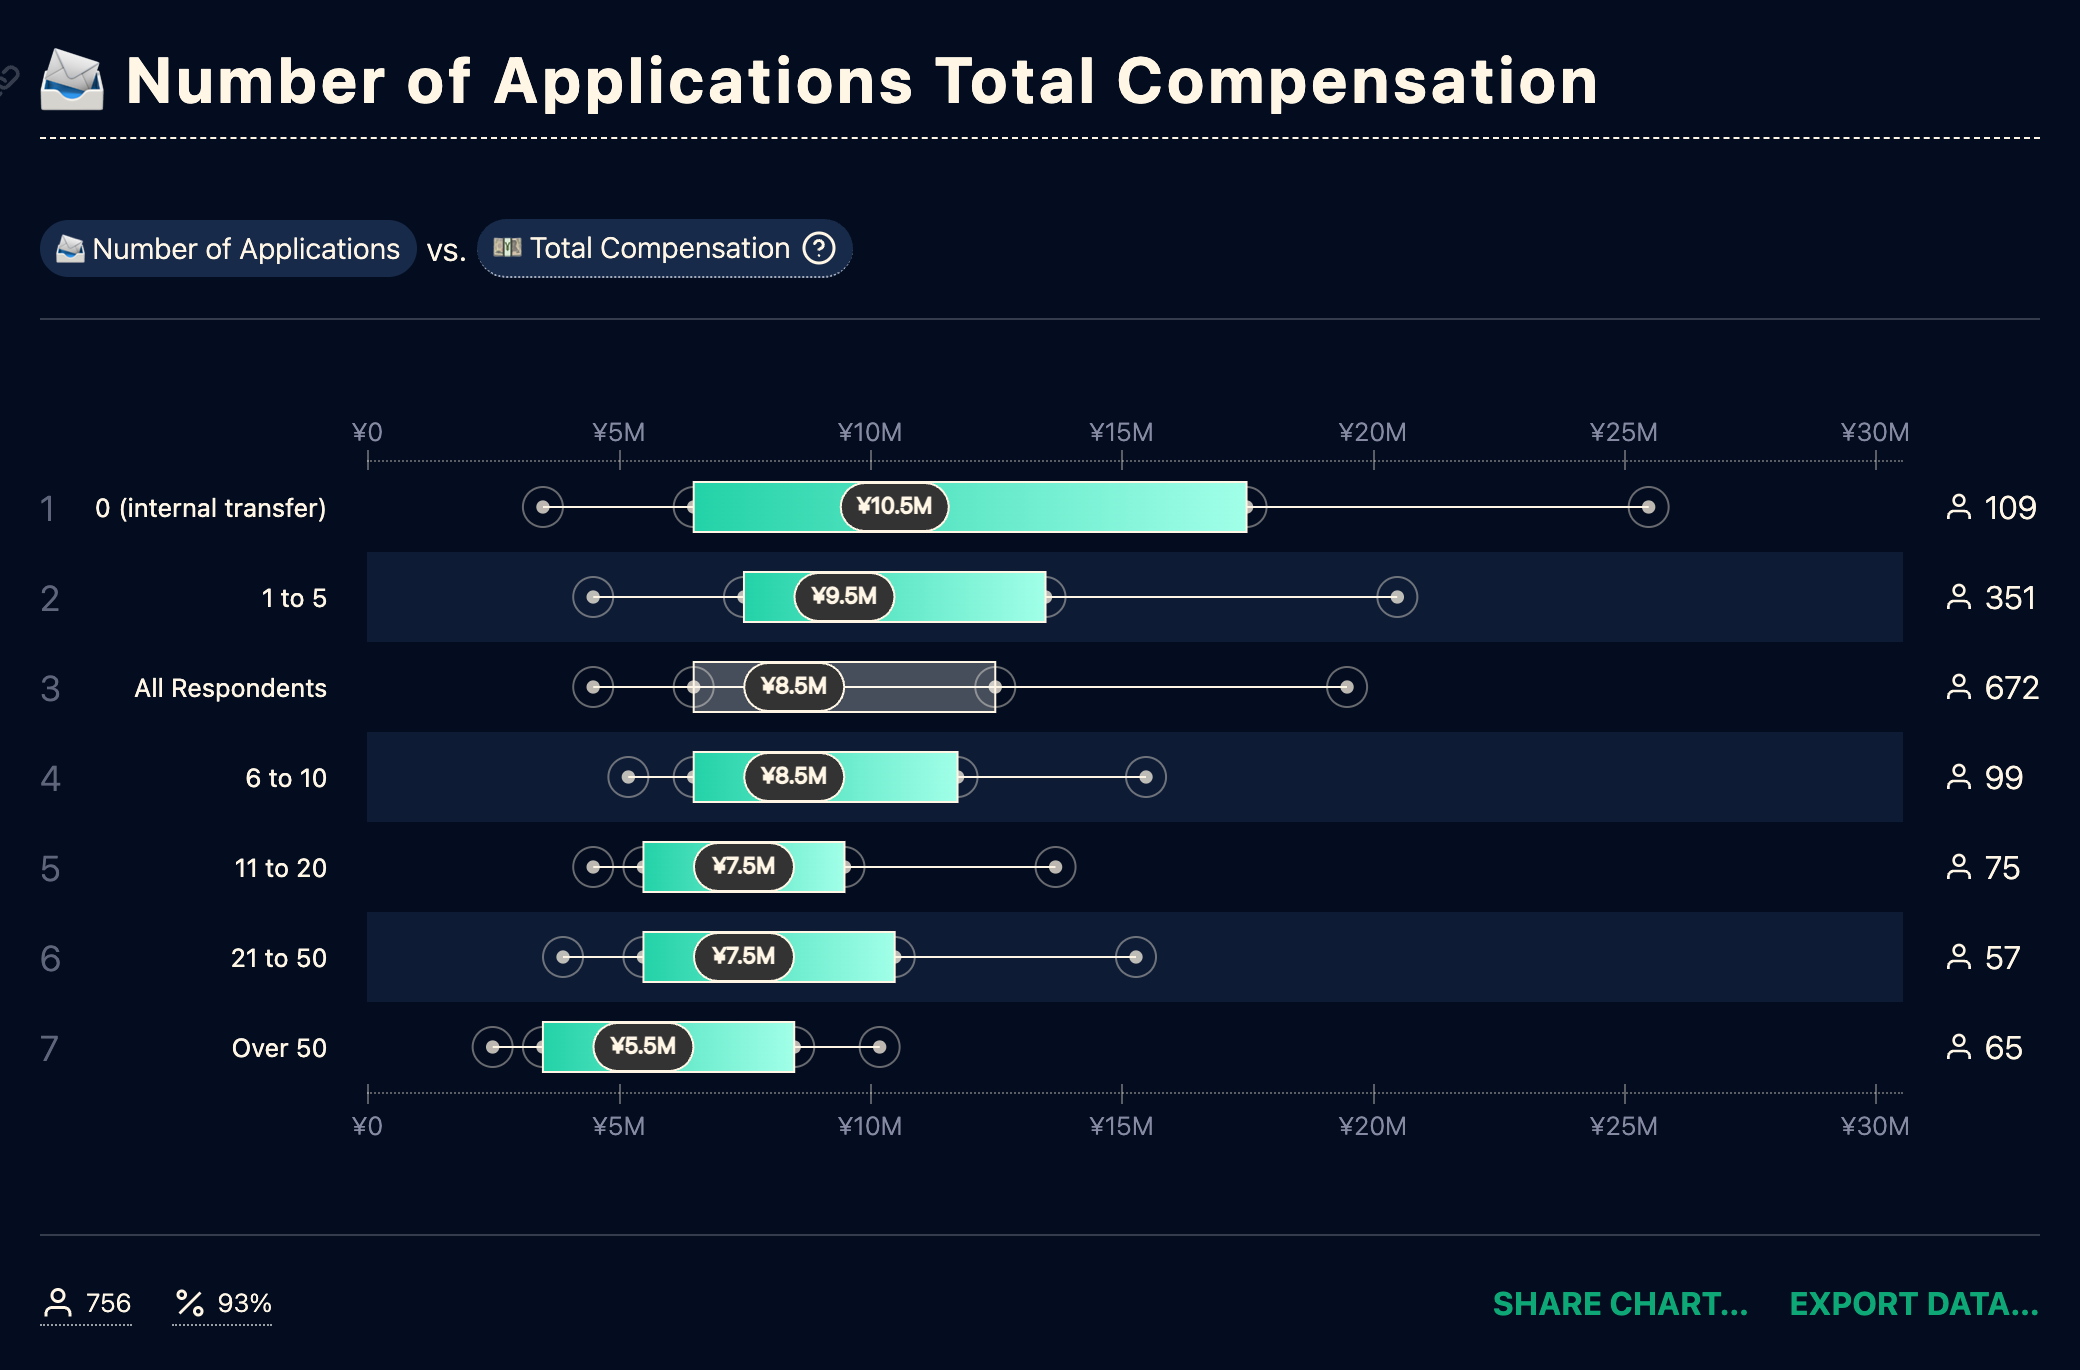 Number of Applications Total Compensation
Number of Applications vs. Total Compensation ?
¥0 ¥5M ¥10M ¥15M ¥20M ¥25M ¥30M
1 0 (internal transfer) ¥10.5M 109
2 1 to 5 ¥9.5M 351
3 All Respondents ¥8.5M 672
4 6 to 10 ¥8.5M 99
5 11 to 20 ¥7.5M 75
6 21 to 50 ¥7.5M 57
7 Over 50 ¥5.5M 65
¥0 ¥5M ¥10M ¥15M ¥20M ¥25M ¥30M
756 % 93% SHARE CHART... EXPORT DATA...